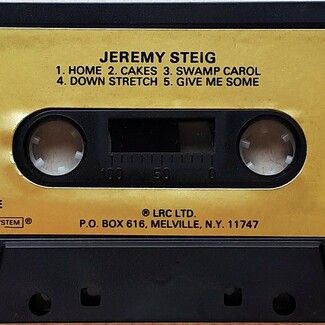 JEREMY STEIG
1. HOME 2. CAKES 3. SWAMP CAROL
4. DOWN STRETCH 5. GIVE ME SOME
100 50 0
E
YSTEM ®
® LRC LTD.
P.O. BOX 616, MELVILLE, N.Y. 11747